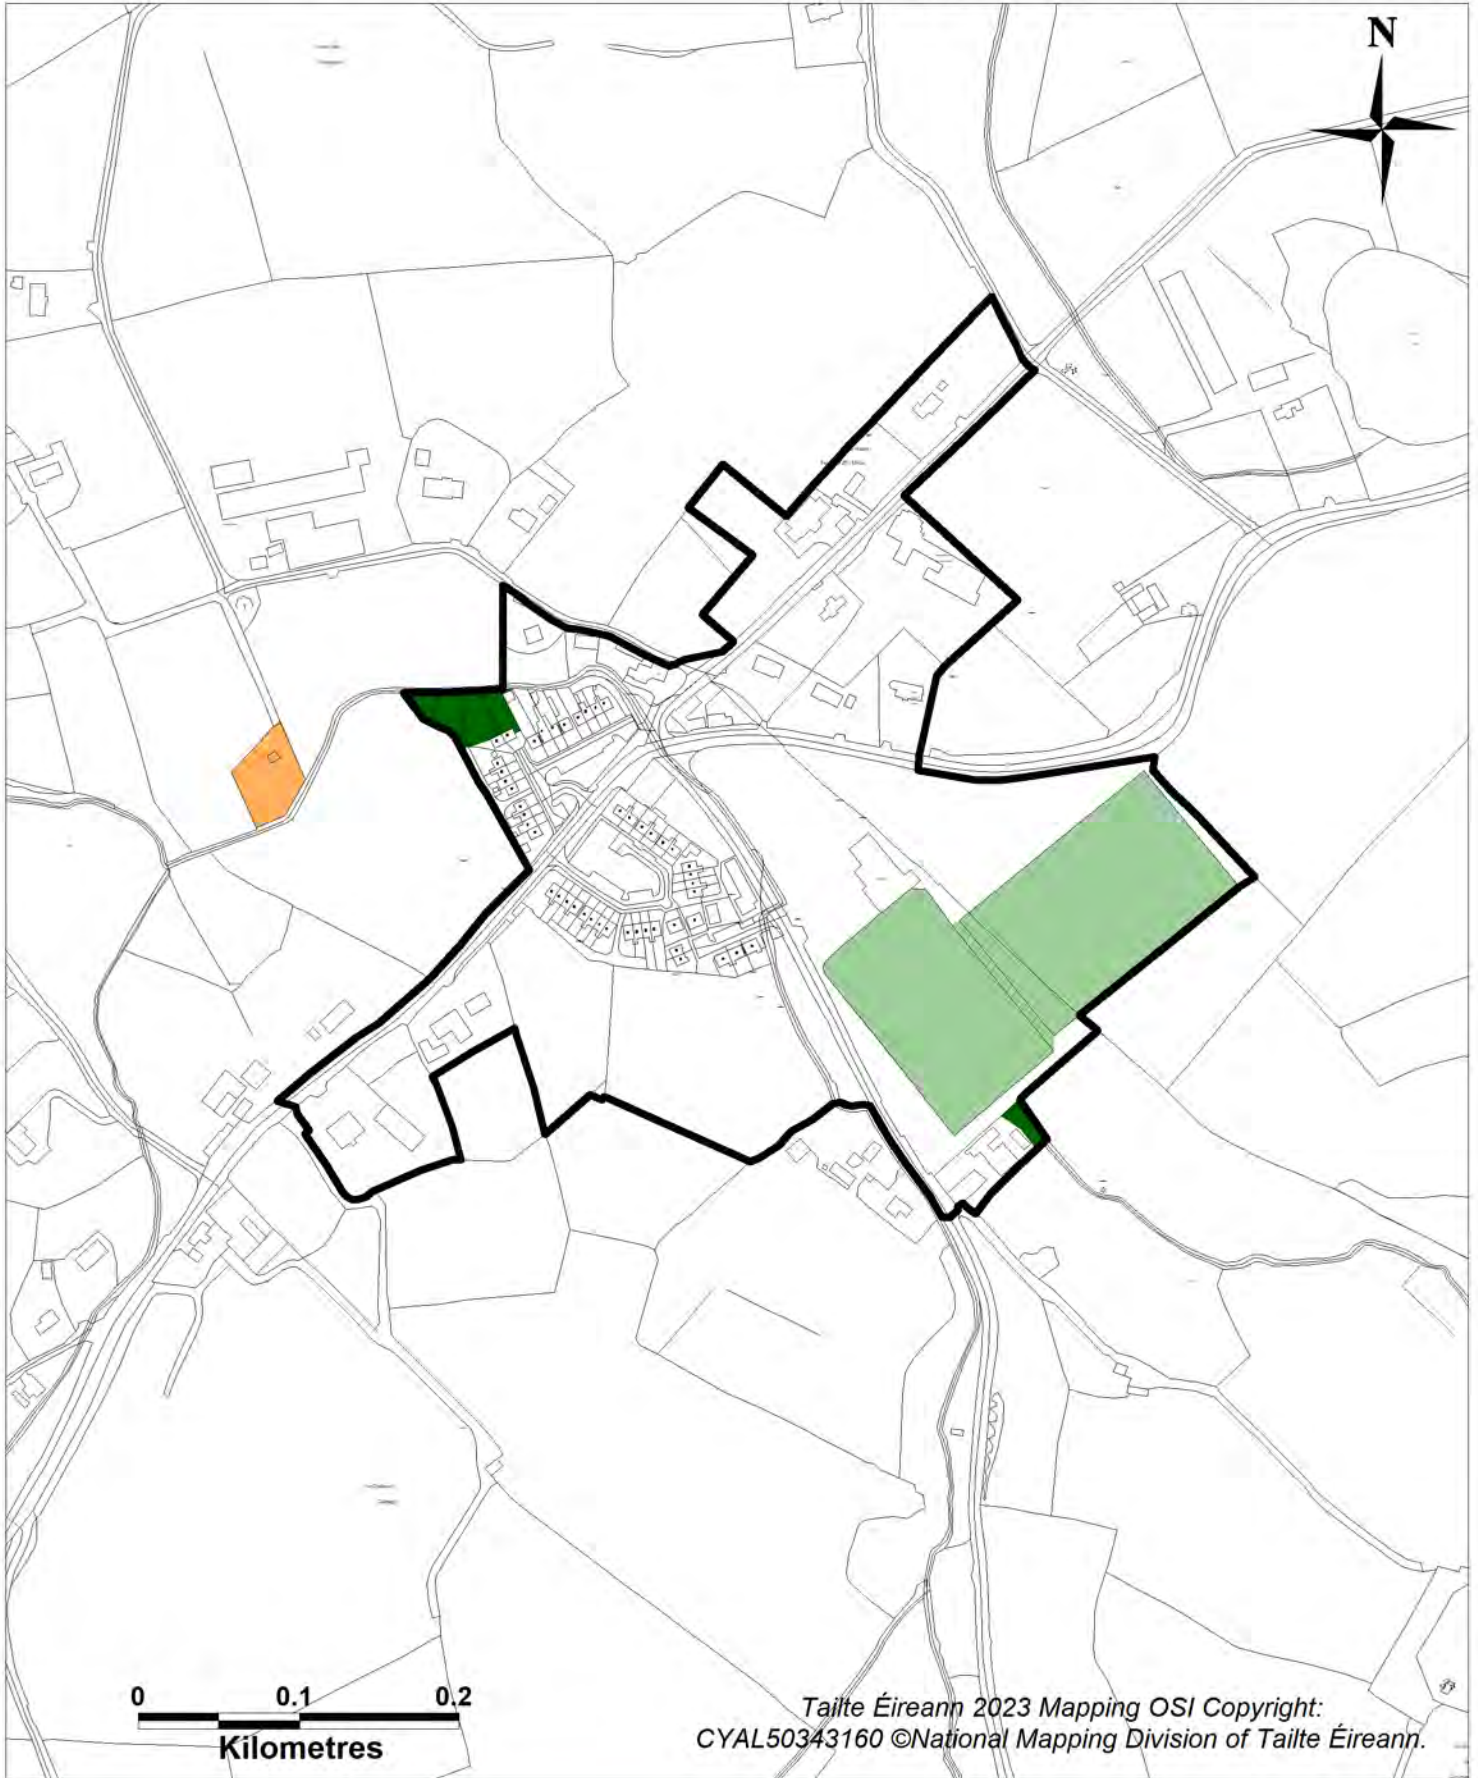 N
0 0.1 0.2
Kilometres
Tailte Éireann 2023 Mapping OSI Copyright:
CYAL50343160 ©National Mapping Division of Tailte Éireann.